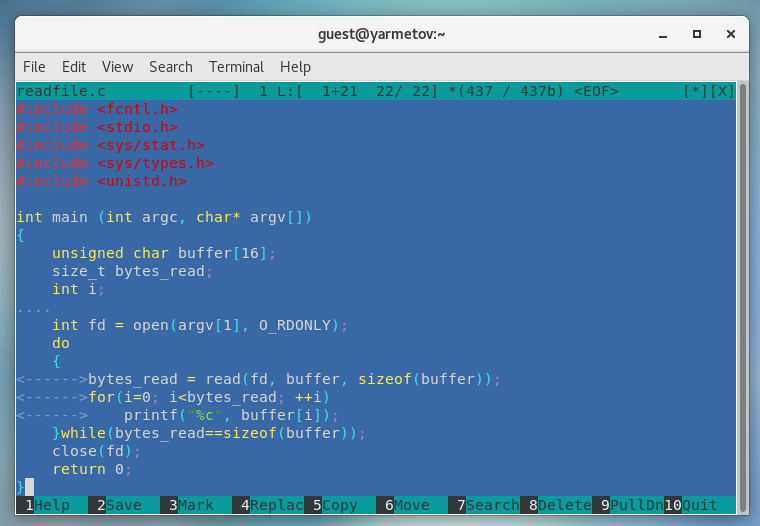 guest@yarmetov:~
File Edit View Search Terminal Help
readfile.c [----] 1 L:[ 1+21 22/ 22] *(437 / 437b) <EOF> [*][X]
#include <fcntl.h>
#include <stdio.h>
#include <sys/stat.h>
#include <sys/types.h>
#include <unistd.h>

int main (int argc, char* argv[])
{
    unsigned char buffer[16];
    size_t bytes_read;
    int i;
....
    int fd = open(argv[1], O_RDONLY);
    do
    {
<------>bytes_read = read(fd, buffer, sizeof(buffer));
<------>for(i=0; i<bytes_read; ++i)
<------>    printf("%c", buffer[i]);
    }while(bytes_read==sizeof(buffer));
    close(fd);
    return 0;
}
1Help 2Save 3Mark 4Replac 5Copy 6Move 7Search 8Delete 9PullDn 10Quit